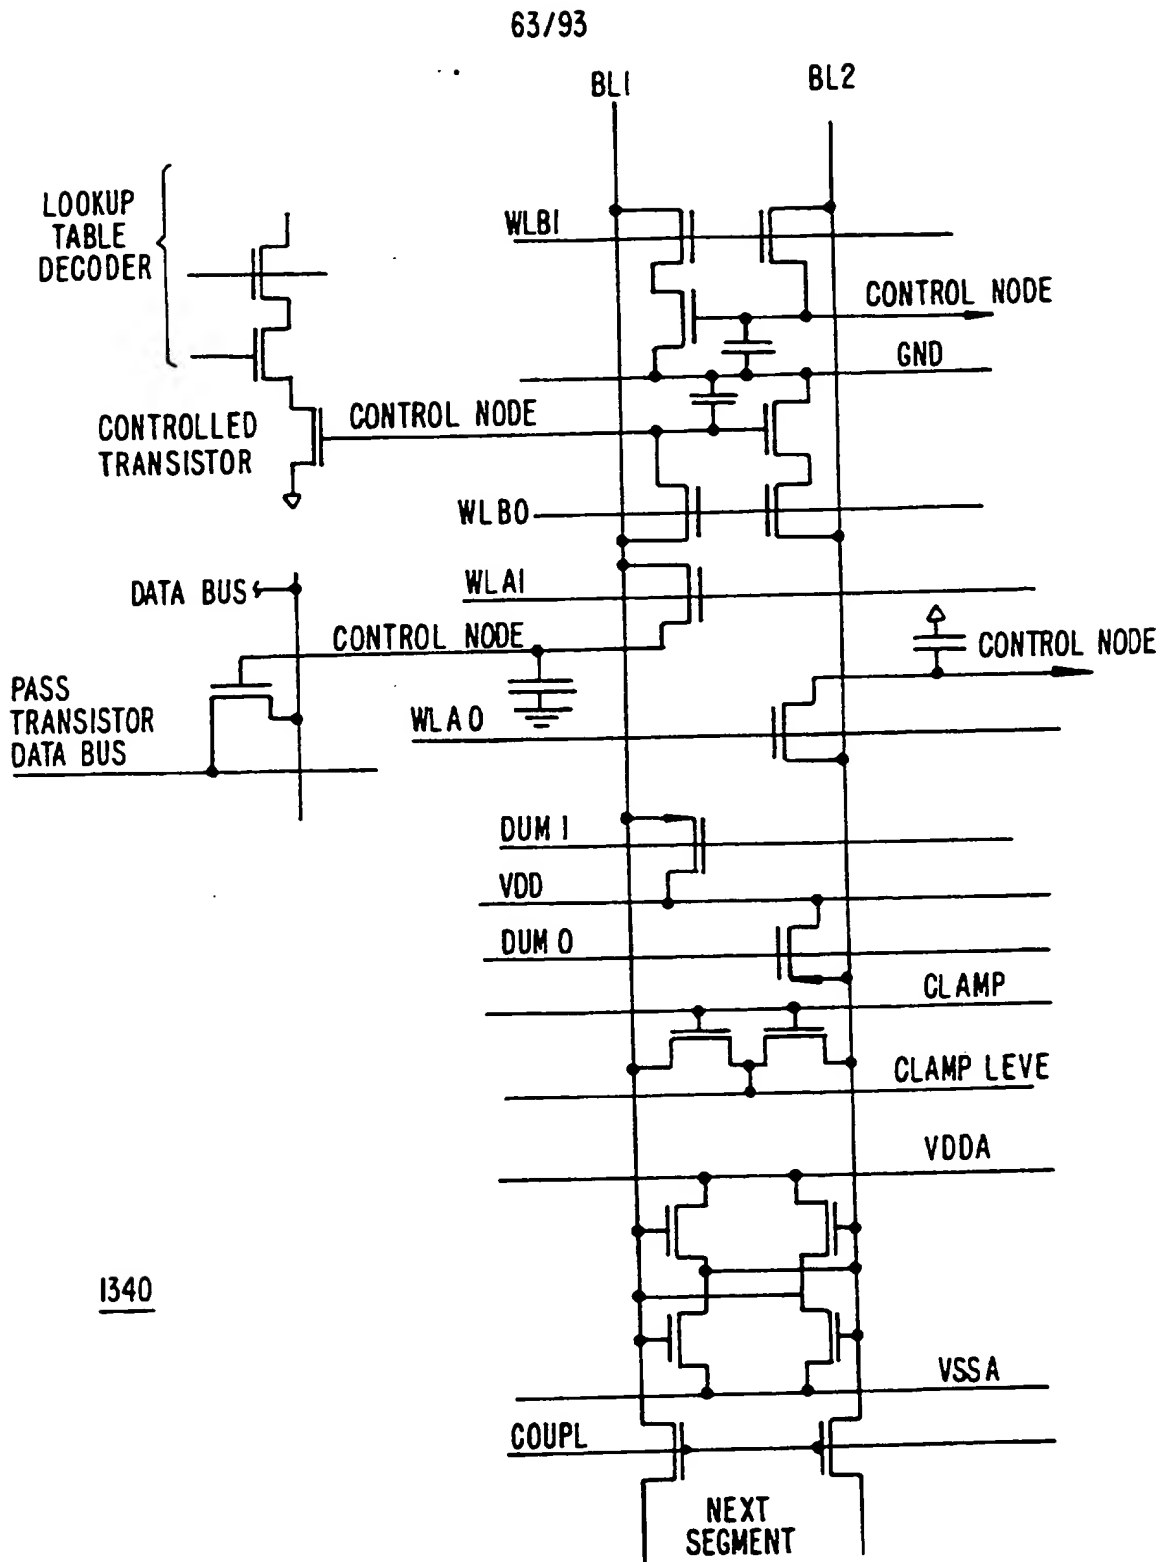 63/93
BL1
BL2
LOOKUP
TABLE
DECODER
WLB1
CONTROL NODE
GND
CONTROLLED
TRANSISTOR
CONTROL NODE
WLB0
DATA BUS
WLA1
CONTROL NODE
CONTROL NODE
PASS
TRANSISTOR
DATA BUS
WLA0
DUM 1
VDD
DUM 0
CLAMP
CLAMP LEVE
VDDA
1340
VSSA
COUPL
NEXT
SEGMENT